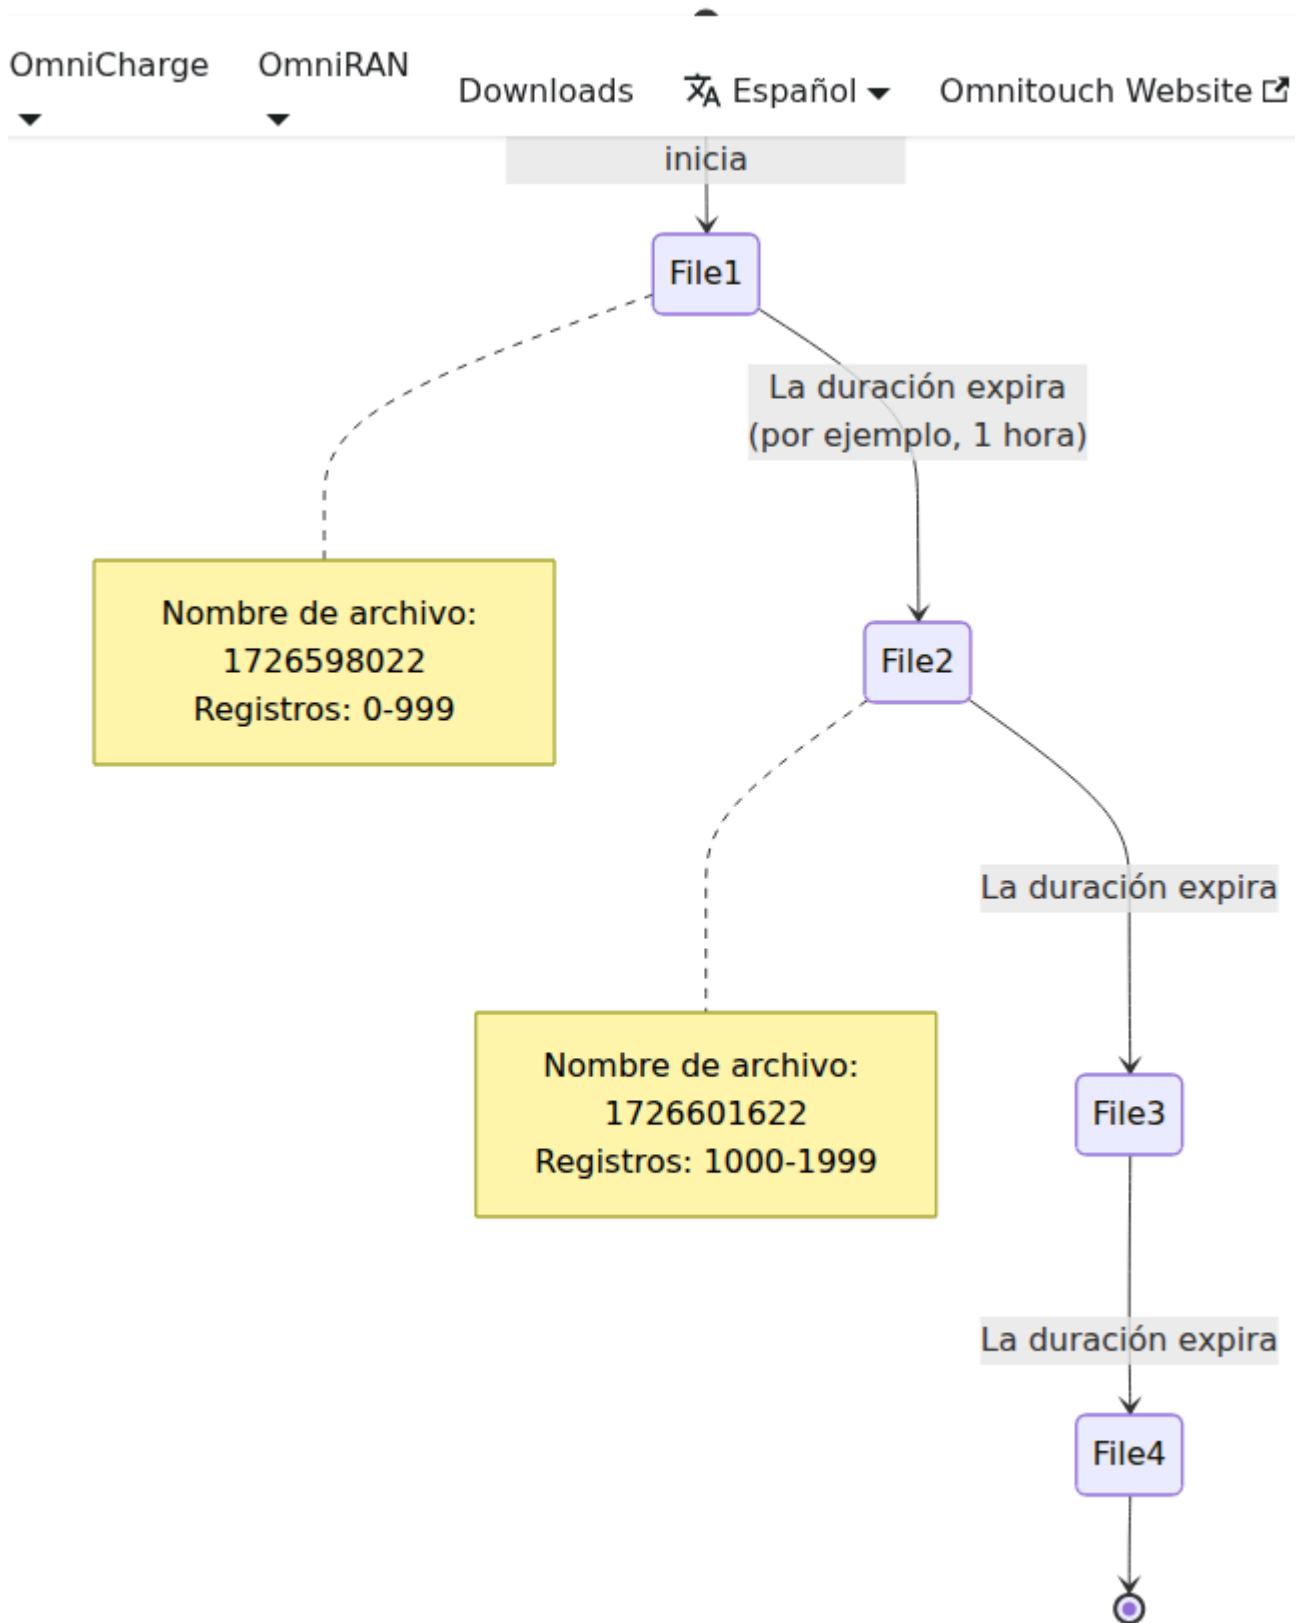 OmniCharge
OmniRAN
Downloads
Español
Omnitouch Website
inicia
File1
La duración expira
(por ejemplo, 1 hora)
Nombre de archivo:
1726598022
Registros: 0-999
File2
La duración expira
Nombre de archivo:
1726601622
Registros: 1000-1999
File3
La duración expira
File4